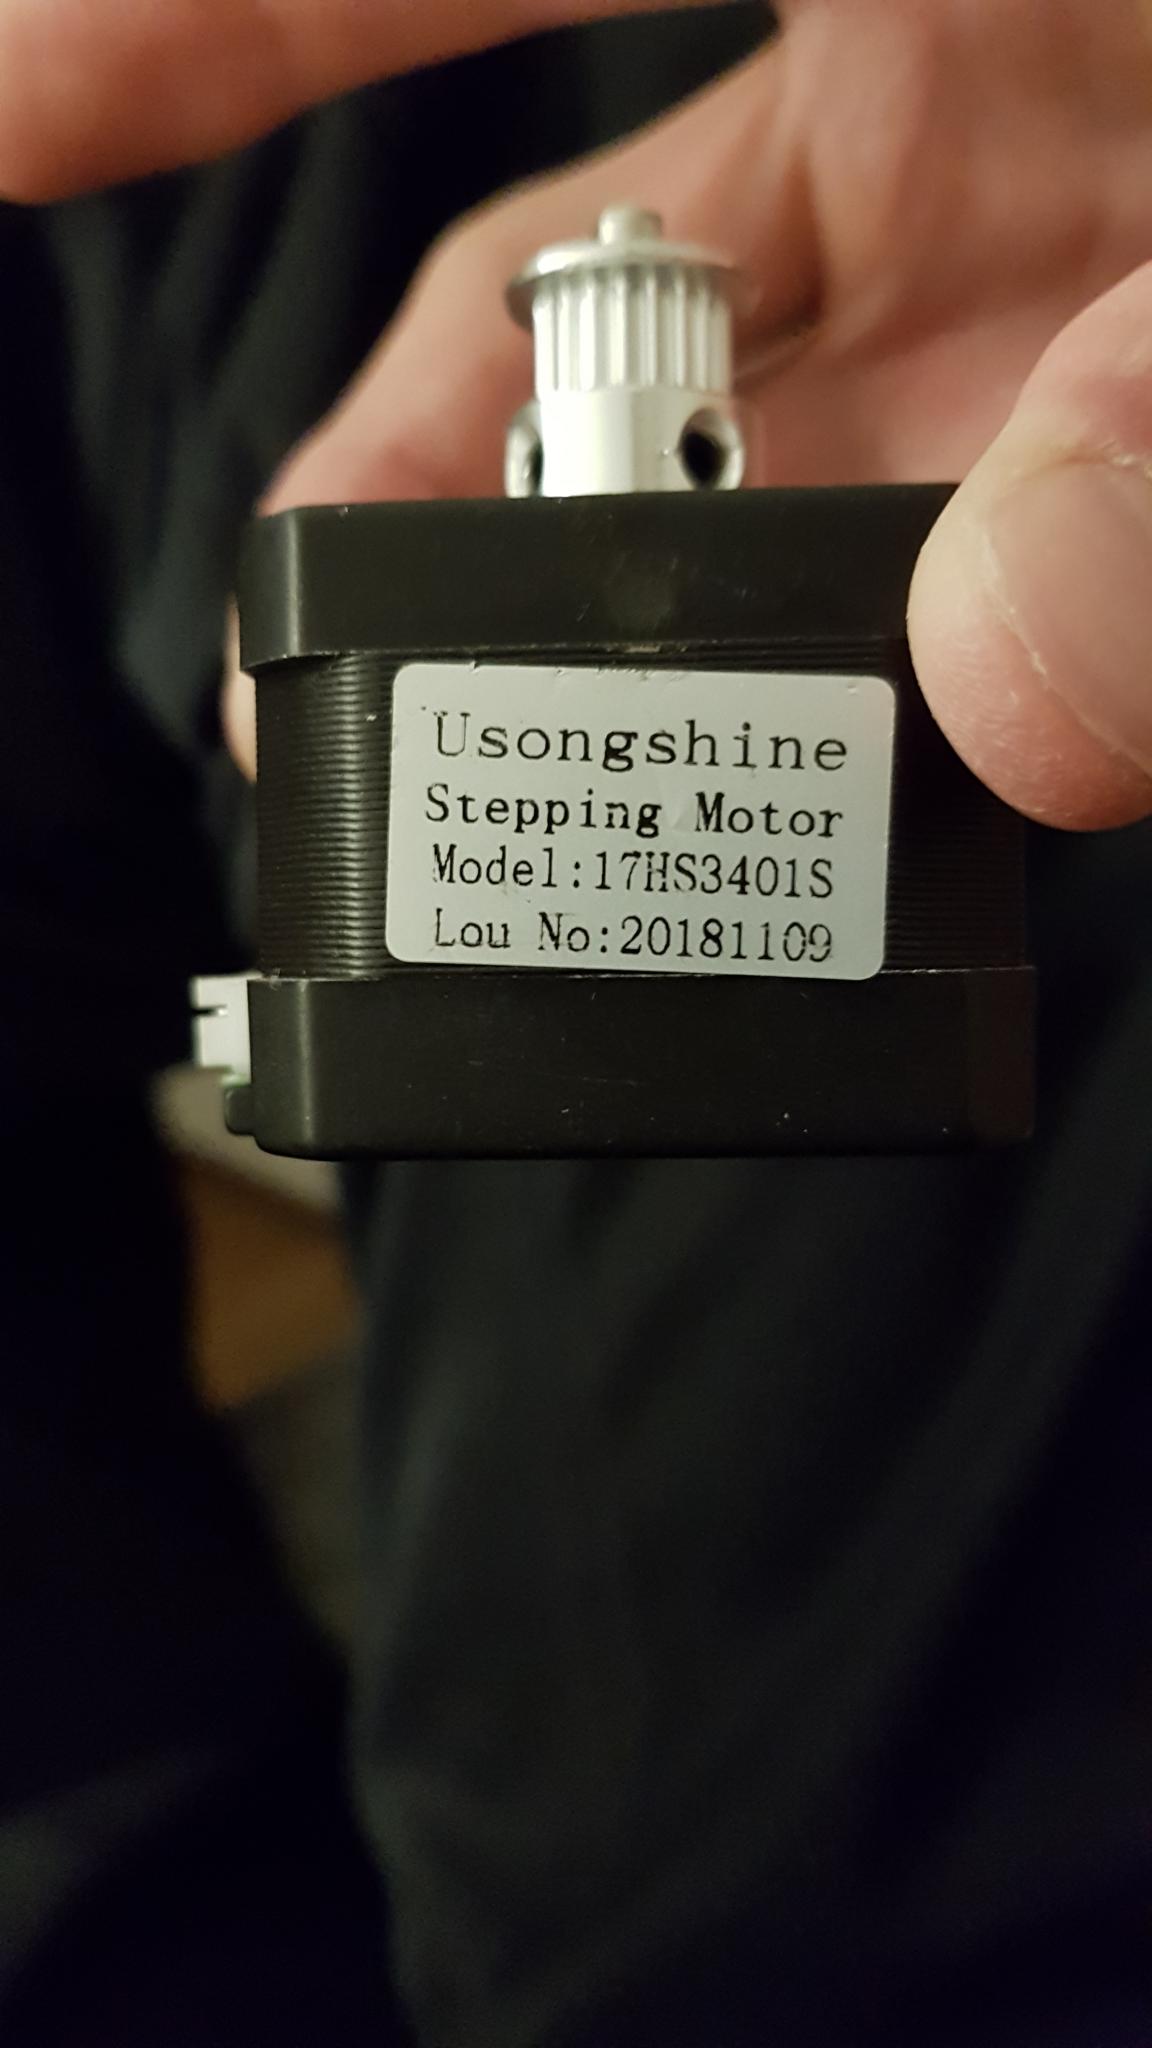 Usongshine
Stepping Motor
Model:17HS3401S
Lou No:20181109